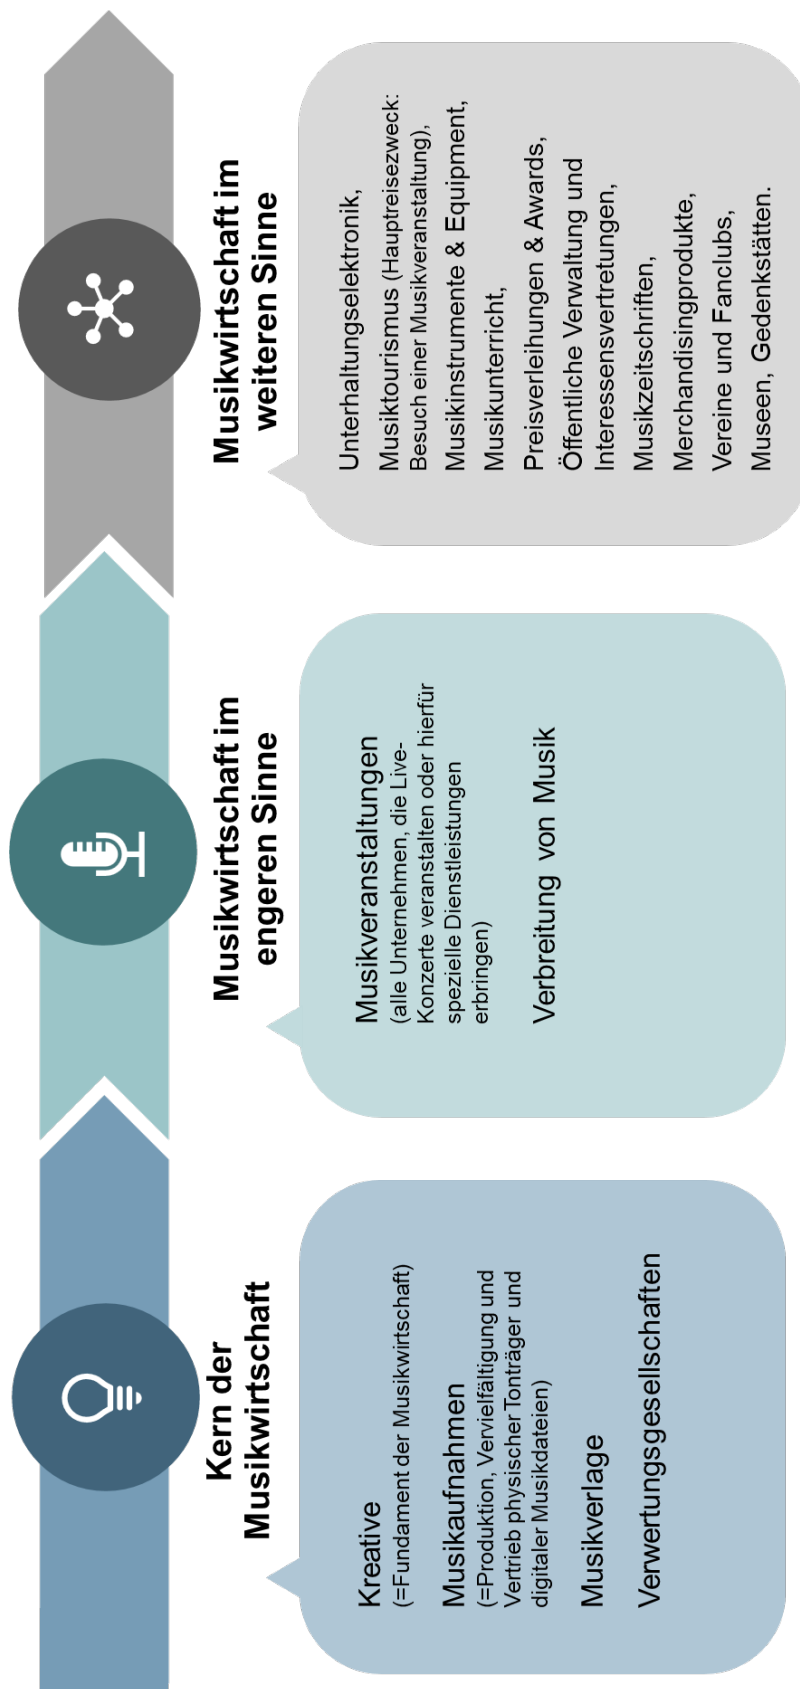 Kern der
Musikwirtschaft
Kreative
(=Fundament der Musikwirtschaft)
Musikaufnahmen
(=Produktion, Vervielfältigung und
Vertrieb physischer Tonträger und
digitaler Musikdateien)
Musikverlage
Verwertungsgesellschaften
Musikwirtschaft im
engeren Sinne
Musikveranstaltungen
(alle Unternehmen, die Live-
Konzerte veranstalten oder hierfür
spezielle Dienstleistungen
erbringen)
Verbreitung von Musik
Musikwirtschaft im
weiteren Sinne
Unterhaltungselektronik,
Musiktourismus (Hauptreisezweck:
Besuch einer Musikveranstaltung),
Musikinstrumente & Equipment,
Musikunterricht,
Preisverleihungen & Awards,
Öffentliche Verwaltung und
Interessensvertretungen,
Musikzeitschriften,
Merchandisingprodukte,
Vereine und Fanclubs,
Museen, Gedenkstätten.